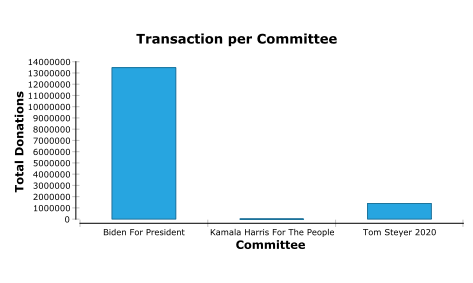 Transaction per Committee
Total Donations
14000000
13000000
12000000
11000000
10000000
9000000
8000000
7000000
6000000
5000000
4000000
3000000
2000000
1000000
0
Biden For President
Kamala Harris For The People
Tom Steyer 2020
Committee